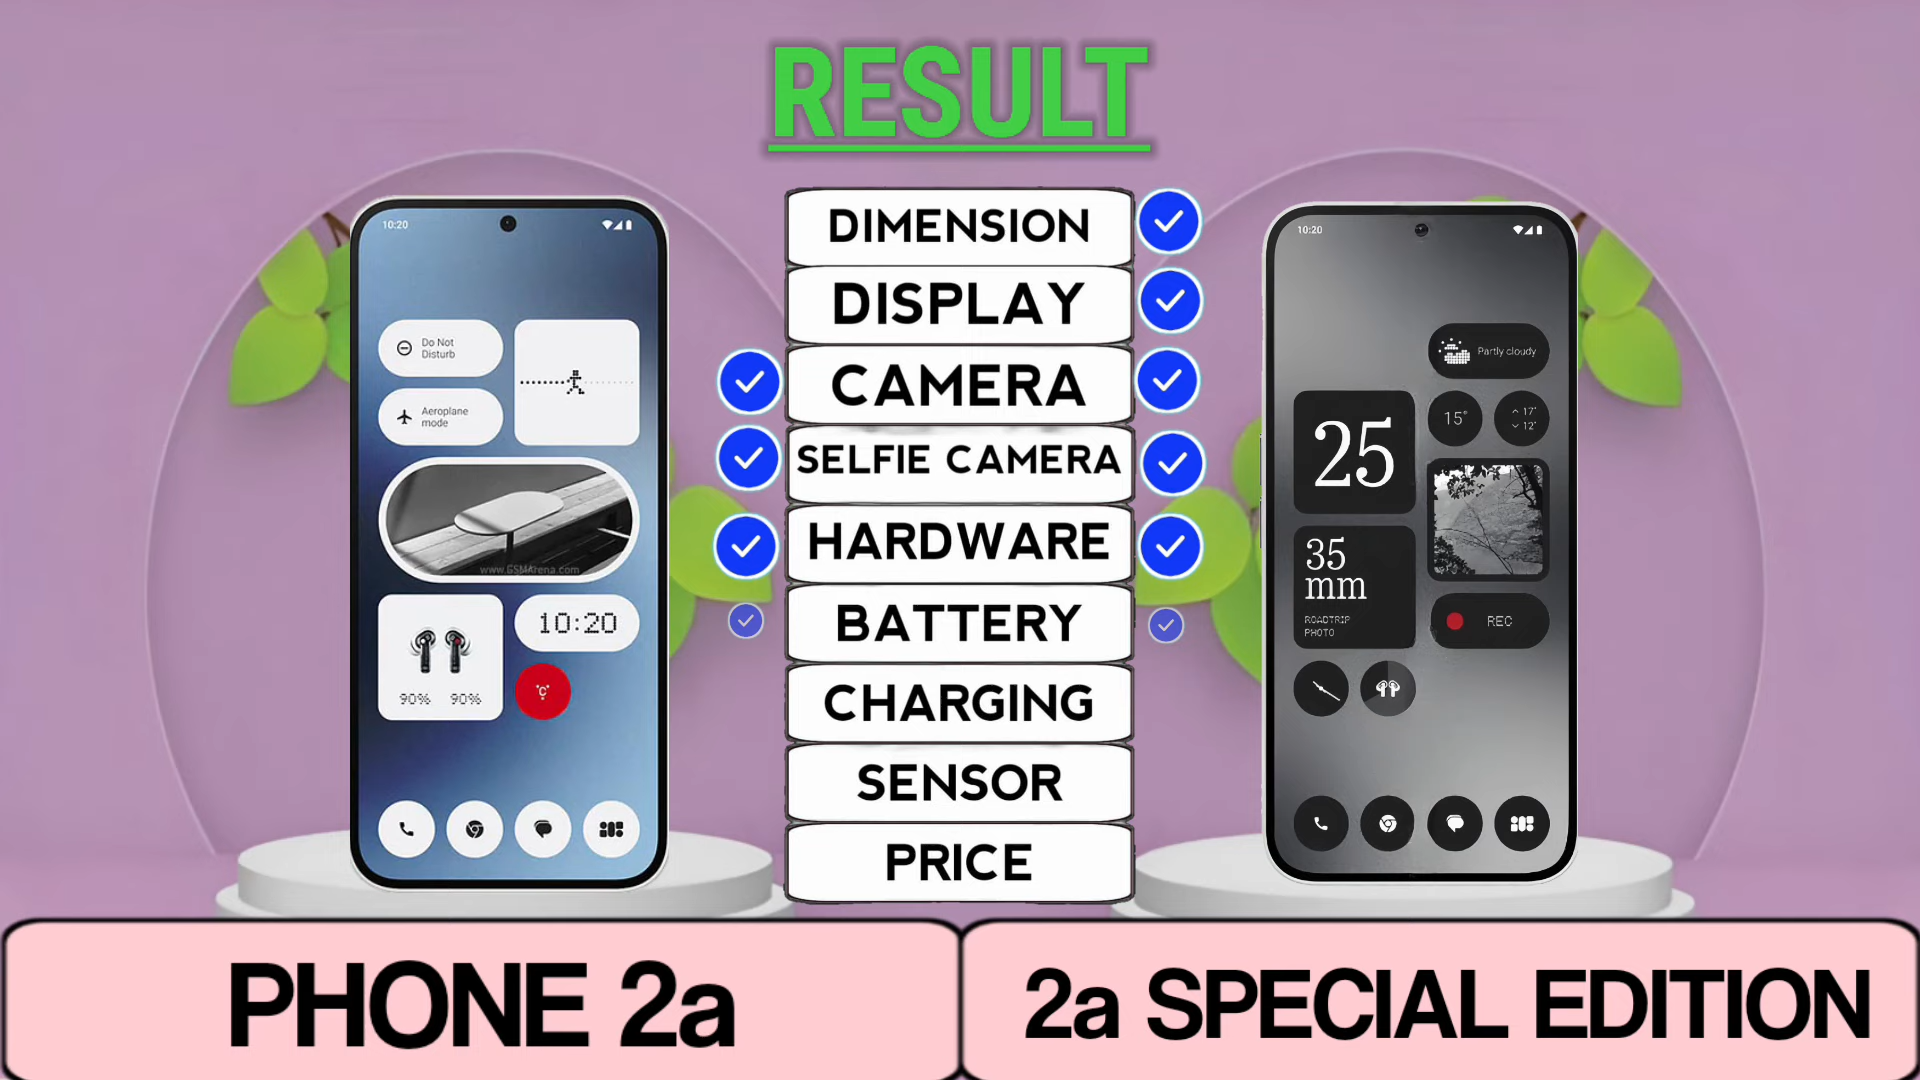 RESULT
10:20
Do Not
Disturb
Aeroplane
mode
www.GSMArena.com
10:20
90% 90%
°C
DIMENSION
DISPLAY
CAMERA
SELFIE CAMERA
HARDWARE
BATTERY
CHARGING
SENSOR
PRICE
10:20
Partly cloudy
25
15°
17°
12°
35
mm
ROADTRIP
PHOTO
REC
PHONE 2a
2a SPECIAL EDITION